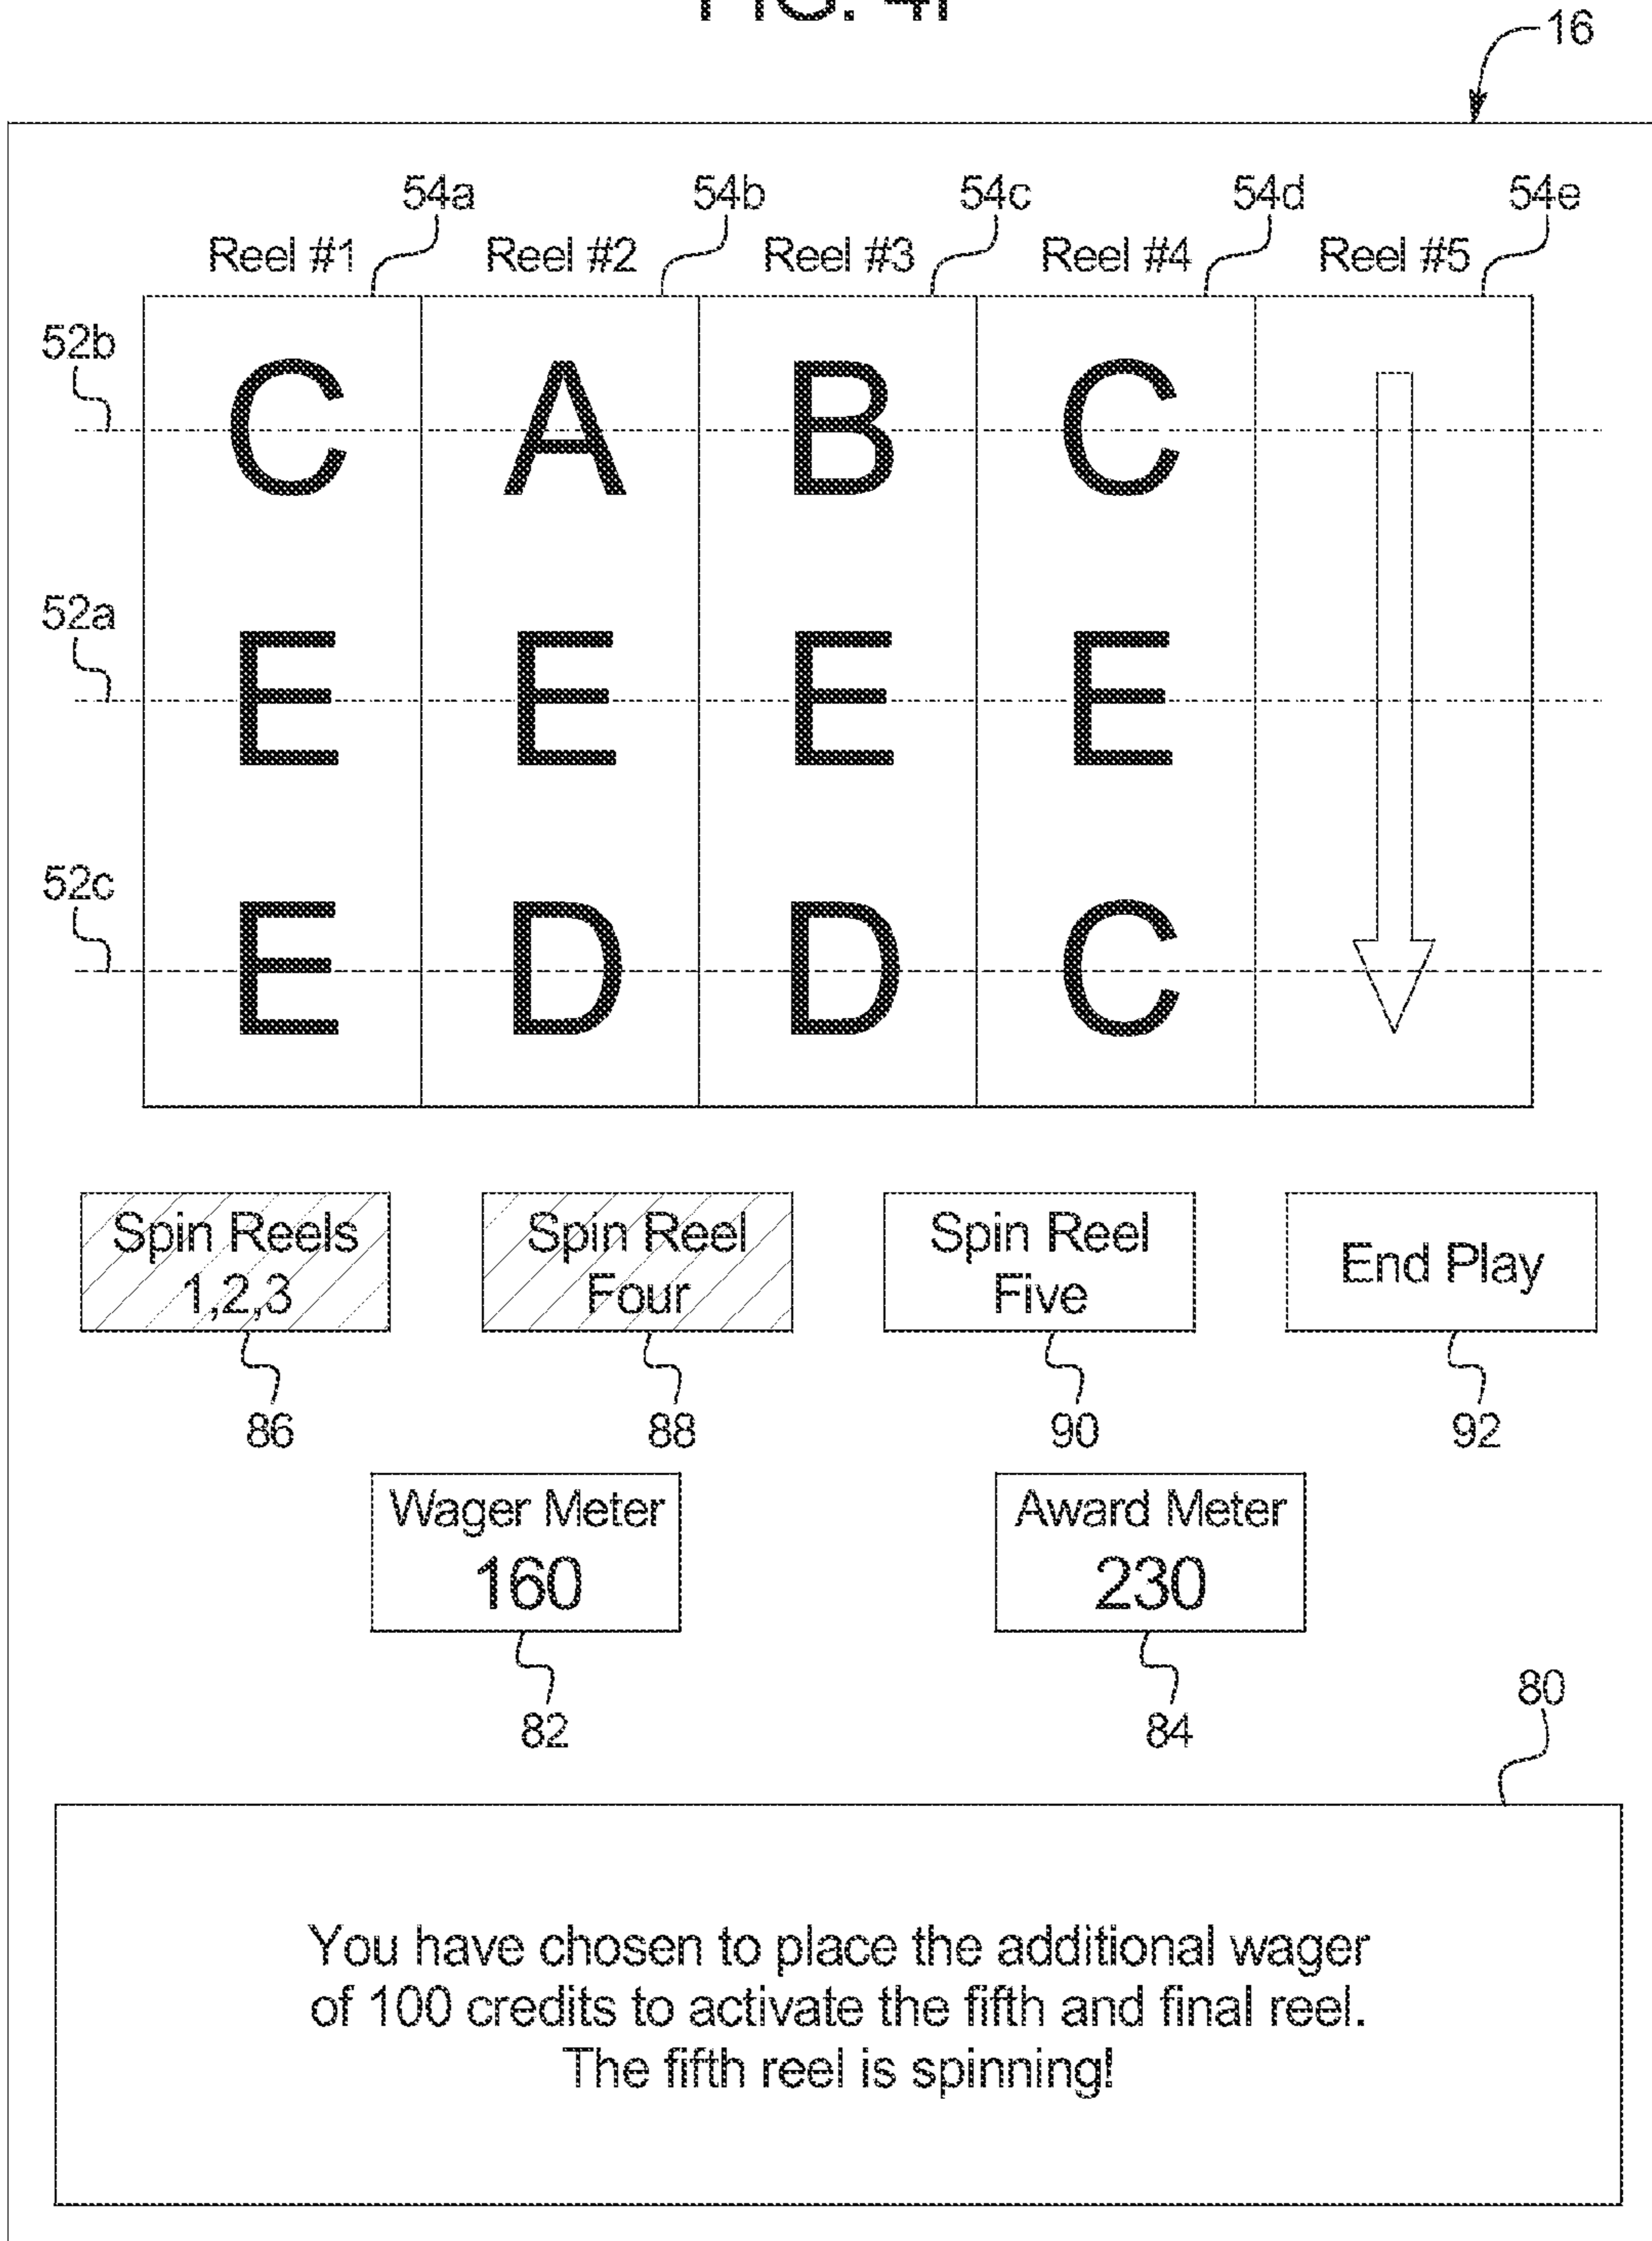 16
54a 54b 54c 54d 54e
Reel #1 Reel #2 Reel #3 Reel #4 Reel #5
52b
C A B C
52a
E E E E
52c
E D D C
Spin Reels Spin Reel Spin Reel End Play
1,2,3 Four Five
86 88 90 92
Wager Meter Award Meter
160 230
82 84
80
You have chosen to place the additional wager
of 100 credits to activate the fifth and final reel.
The fifth reel is spinning!